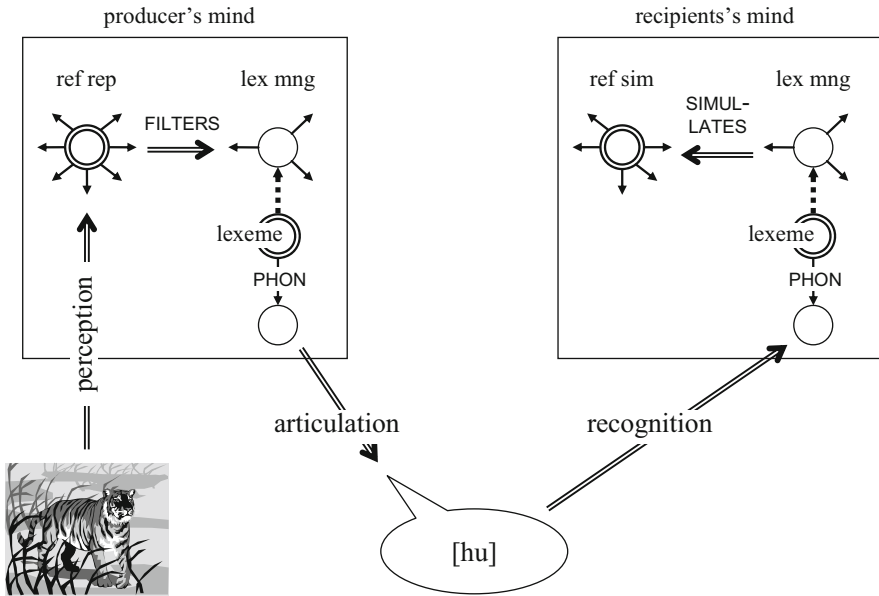 producer's mind
ref rep
lex mng
FILTERS
lexeme
PHON
perception
articulation
[hu]
recipients's mind
ref sim
lex mng
SIMUL-
LATES
lexeme
PHON
recognition